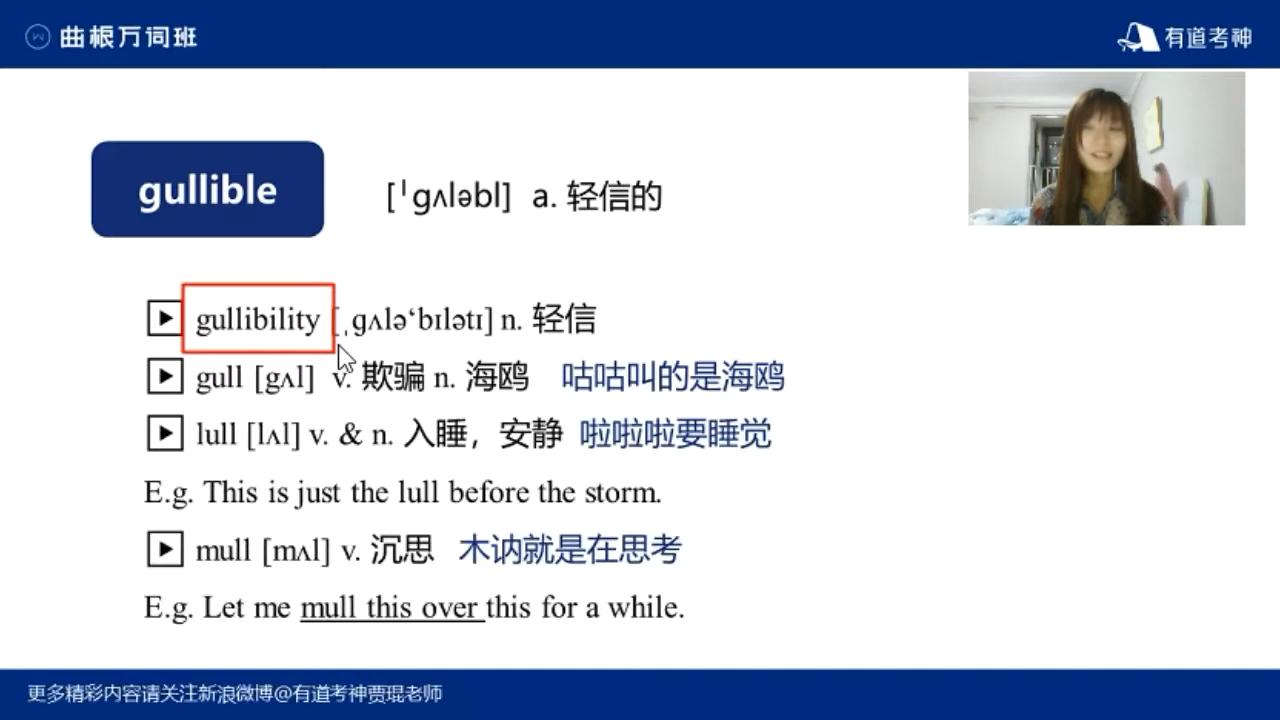 曲根万词班
有道考神
gullible
[ˈgʌləbl] a. 轻信的
gullibility [ˌgʌlə‘bɪlətɪ] n. 轻信
gull [gʌl] v. 欺骗 n. 海鸥 咕咕叫的是海鸥
lull [lʌl] v. & n. 入睡，安静 啦啦啦要睡觉
E.g. This is just the lull before the storm.
mull [mʌl] v. 沉思 木讷就是在思考
E.g. Let me mull this over this for a while.
更多精彩内容请关注新浪微博@有道考神贾琨老师